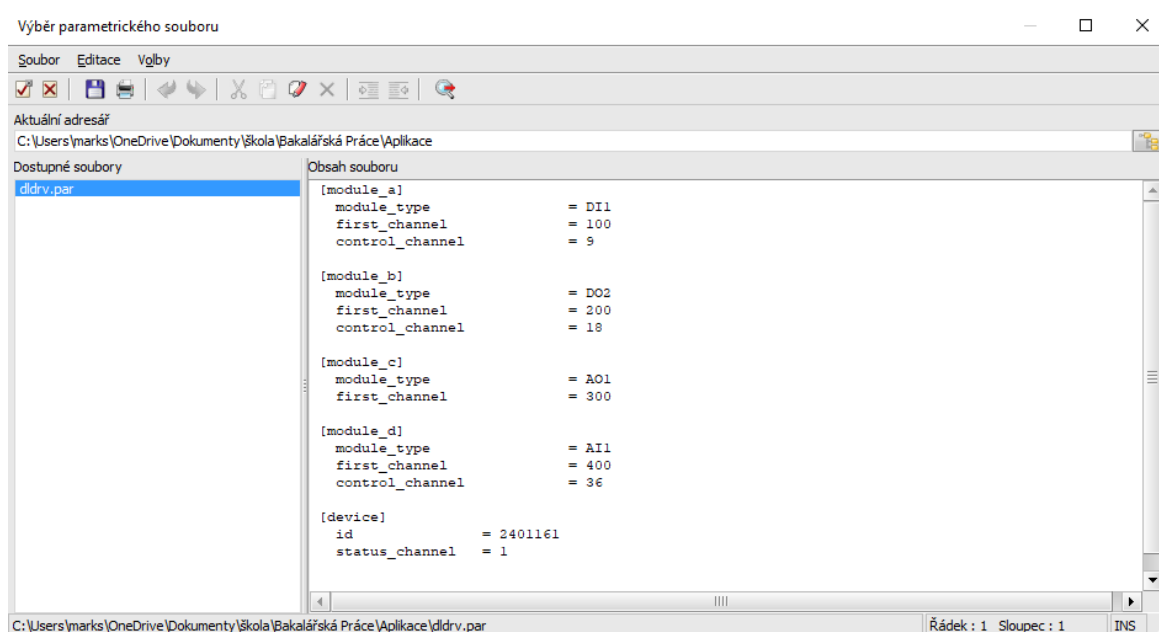 Výběr parametrického souboru
Soubor Editace Volby
Aktuální adresář
C:\Users\marks\OneDrive\Dokumenty\škola\Bakalářská Práce\Aplikace
Dostupné soubory
dldrv.par
Obsah souboru
[module_a]
module_type = DI1
first_channel = 100
control_channel = 9
[module_b]
module_type = DO2
first_channel = 200
control_channel = 18
[module_c]
module_type = AO1
first_channel = 300
[module_d]
module_type = AI1
first_channel = 400
control_channel = 36
[device]
id = 2401161
status_channel = 1
C:\Users\marks\OneDrive\Dokumenty\škola\Bakalářská Práce\Aplikace\dldrv.par
Řádek : 1 Sloupec : 1 INS